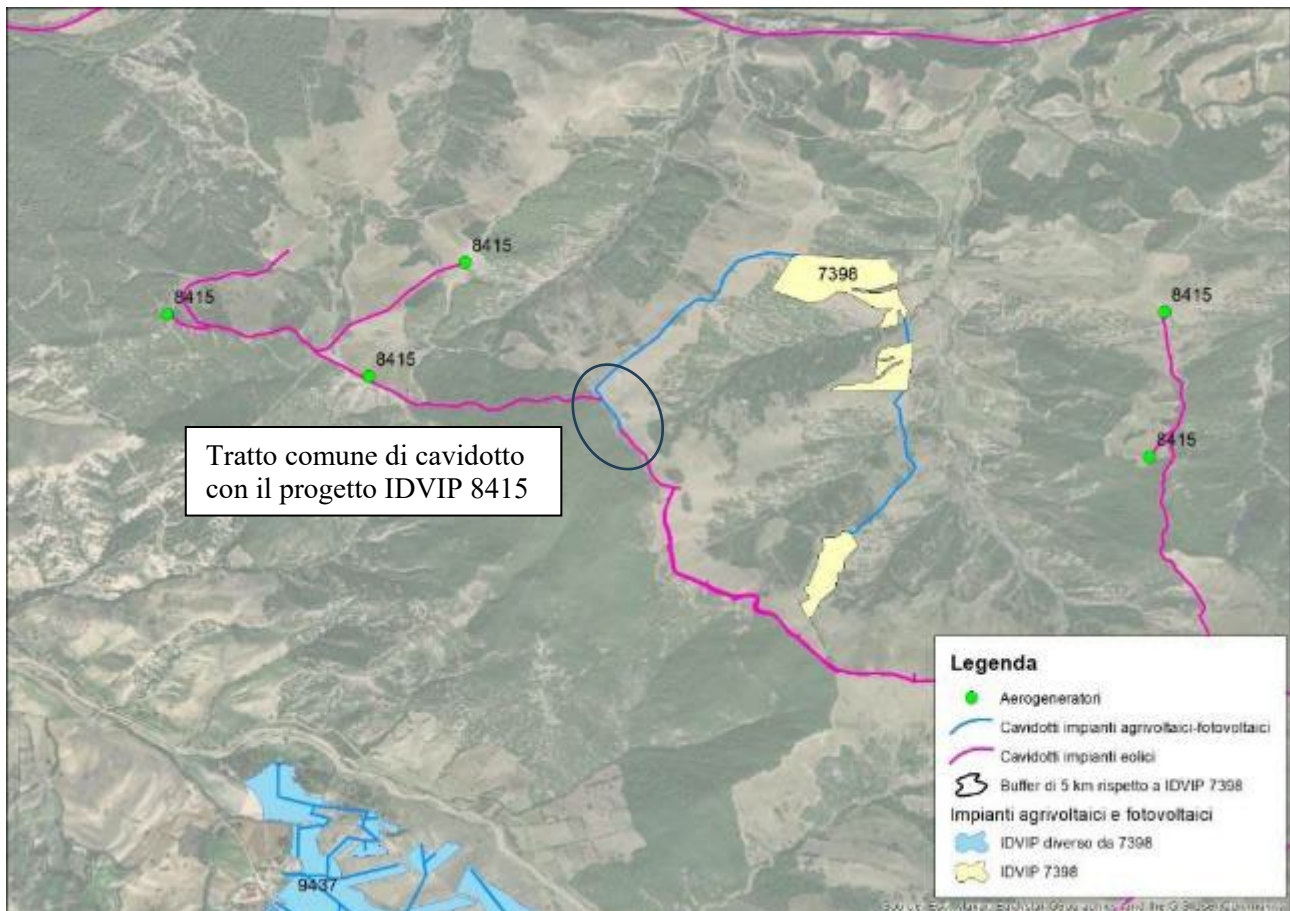 8415
7398
8415
8415
8415
8415
Tratto comune di cavidotto
con il progetto IDVIP 8415
9437
Legenda
Aerogeneratori
Cavidotti impianti agrivoltaici-fotovoltaici
Cavidotti impianti eolici
Buffer di 5 km rispetto a IDVIP 7398
Impianti agrivoltaici e fotovoltaici
IDVIP diverso da 7398
IDVIP 7398